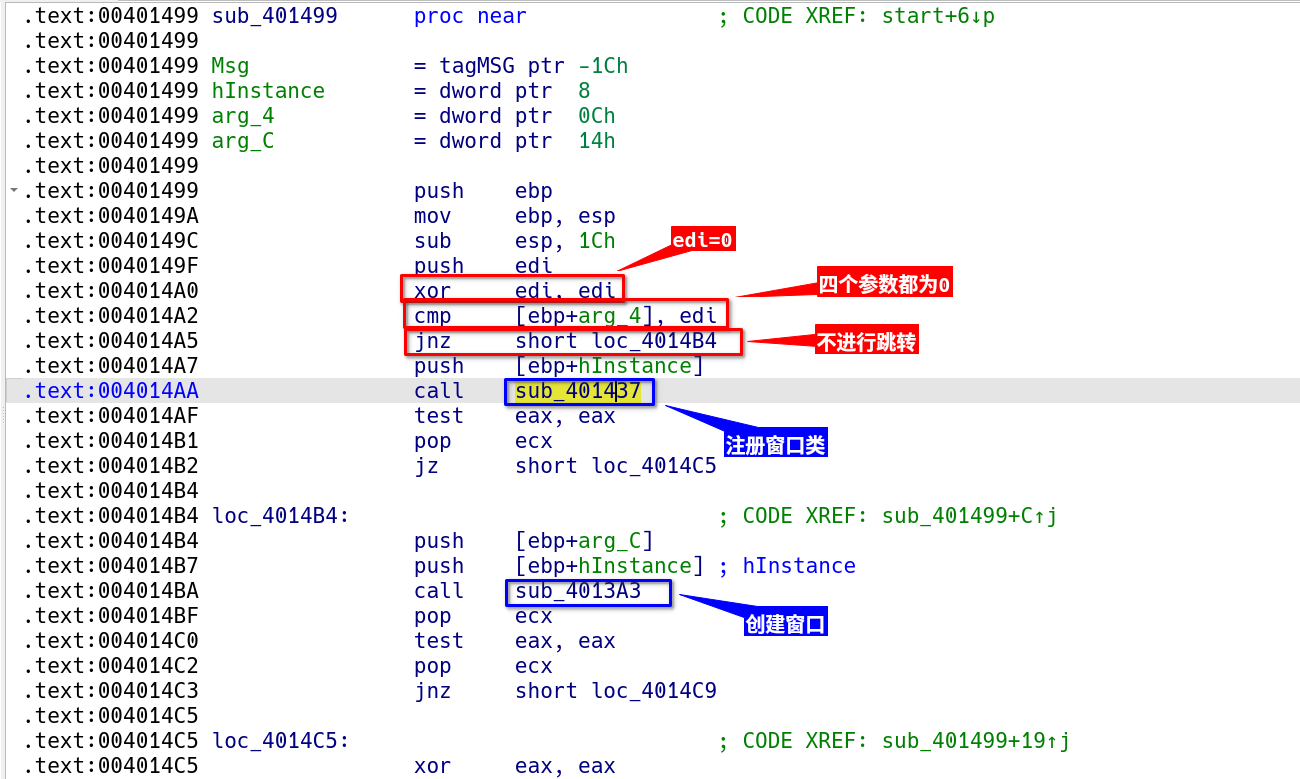 .text:00401499 sub_401499 proc near ; CODE XREF: start+6↓p
.text:00401499
.text:00401499 Msg = tagMSG ptr -1Ch
.text:00401499 hInstance = dword ptr 8
.text:00401499 arg_4 = dword ptr 0Ch
.text:00401499 arg_C = dword ptr 14h
.text:00401499
.text:00401499 push ebp
.text:0040149A mov ebp, esp
.text:0040149C sub esp, 1Ch
edi=0
.text:0040149F push edi
.text:004014A0 xor edi, edi
四个参数都为0
.text:004014A2 cmp [ebp+arg_4], edi
.text:004014A5 jnz short loc_4014B4
不进行跳转
.text:004014A7 push [ebp+hInstance]
.text:004014AA call sub_401437
.text:004014AF test eax, eax
.text:004014B1 pop ecx
注册窗口类
.text:004014B2 jz short loc_4014C5
.text:004014B4
.text:004014B4 loc_4014B4: ; CODE XREF: sub_401499+C↑j
.text:004014B4 push [ebp+arg_C]
.text:004014B7 push [ebp+hInstance] ; hInstance
.text:004014BA call sub_4013A3
.text:004014BF pop ecx
创建窗口
.text:004014C0 test eax, eax
.text:004014C2 pop ecx
.text:004014C3 jnz short loc_4014C9
.text:004014C5
.text:004014C5 loc_4014C5: ; CODE XREF: sub_401499+19↑j
.text:004014C5 xor eax, eax